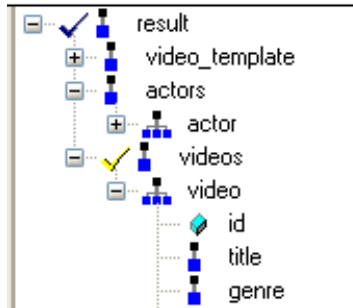 result
video_template
actors
actor
videos
video
id
title
genre